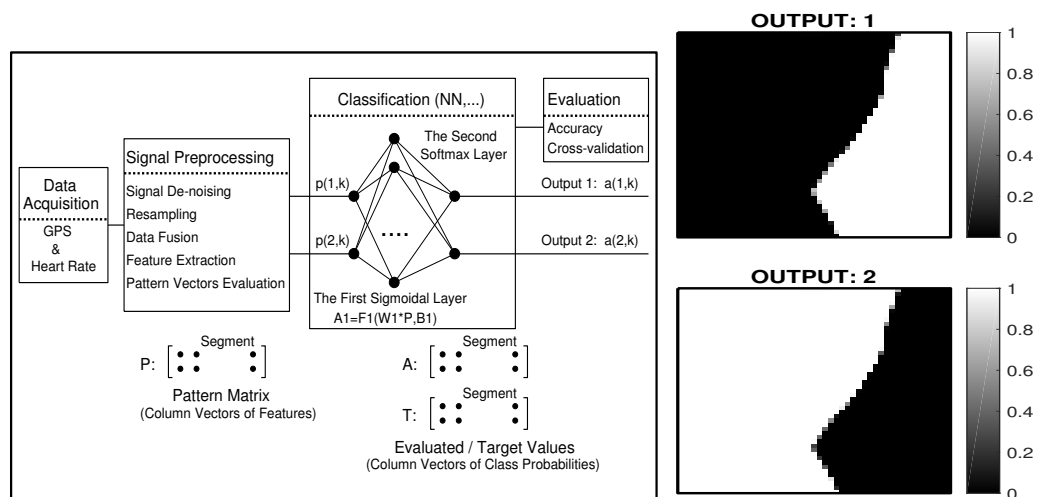 Data
Acquisition
GPS
&
Heart Rate
Signal Preprocessing
Signal De-noising
Resampling
Data Fusion
Feature Extraction
Pattern Vectors Evaluation
Classification (NN,...)
The Second
Softmax Layer
p(1,k)
p(2,k)
....
The First Sigmoidal Layer
A1=F1(W1*P,B1)
Evaluation
Accuracy
Cross-validation
Output 1: a(1,k)
Output 2: a(2,k)
Segment
P:
Pattern Matrix
(Column Vectors of Features)
Segment
A:
Segment
T:
Evaluated / Target Values
(Column Vectors of Class Probabilities)
OUTPUT: 1
1
0.8
0.6
0.4
0.2
0
OUTPUT: 2
1
0.8
0.6
0.4
0.2
0